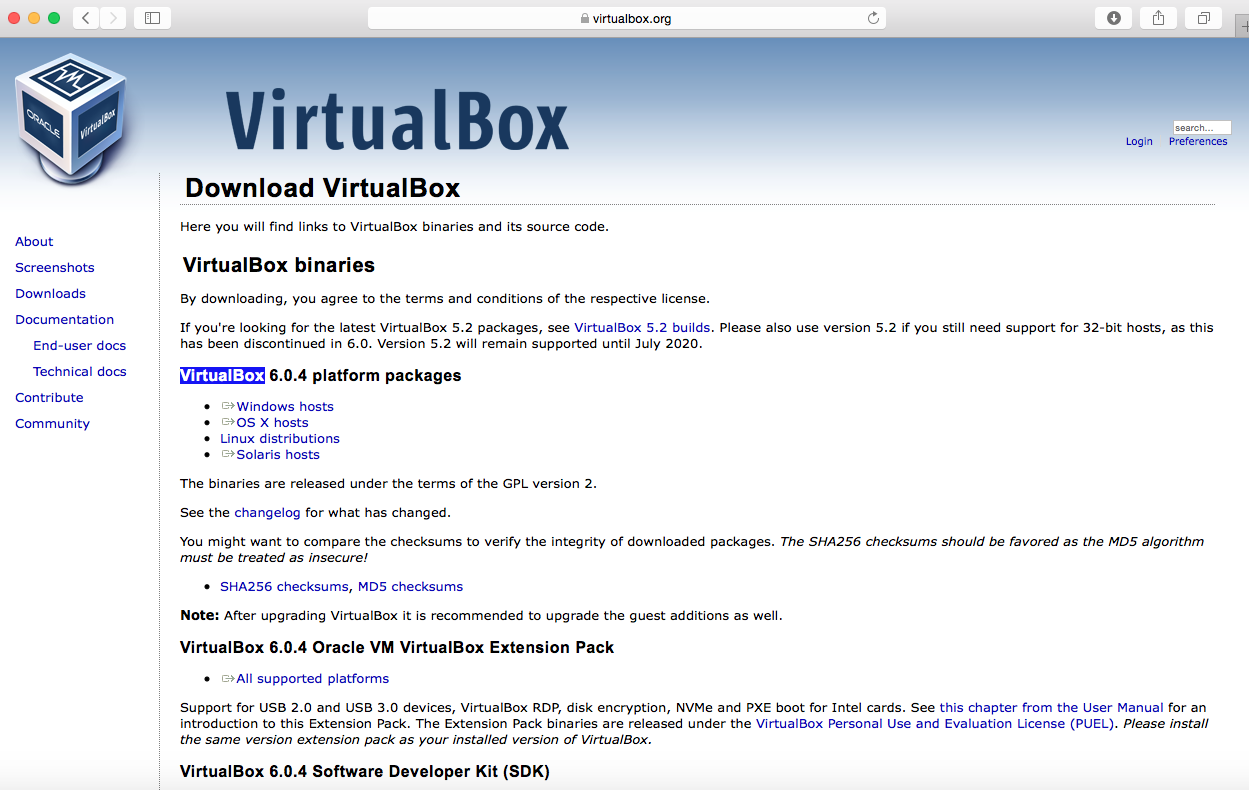 virtualbox.org
ORACLE
VirtualBox
VirtualBox
search...
Login Preferences
About
Screenshots
Downloads
Documentation
End-user docs
Technical docs
Contribute
Community
Download VirtualBox
Here you will find links to VirtualBox binaries and its source code.
VirtualBox binaries
By downloading, you agree to the terms and conditions of the respective license.
If you're looking for the latest VirtualBox 5.2 packages, see VirtualBox 5.2 builds. Please also use version 5.2 if you still need support for 32-bit hosts, as this
has been discontinued in 6.0. Version 5.2 will remain supported until July 2020.
VirtualBox 6.0.4 platform packages
• Windows hosts
• OS X hosts
• Linux distributions
• Solaris hosts
The binaries are released under the terms of the GPL version 2.
See the changelog for what has changed.
You might want to compare the checksums to verify the integrity of downloaded packages. The SHA256 checksums should be favored as the MD5 algorithm
must be treated as insecure!
• SHA256 checksums, MD5 checksums
Note: After upgrading VirtualBox it is recommended to upgrade the guest additions as well.
VirtualBox 6.0.4 Oracle VM VirtualBox Extension Pack
• All supported platforms
Support for USB 2.0 and USB 3.0 devices, VirtualBox RDP, disk encryption, NVMe and PXE boot for Intel cards. See this chapter from the User Manual for an
introduction to this Extension Pack. The Extension Pack binaries are released under the VirtualBox Personal Use and Evaluation License (PUEL). Please install
the same version extension pack as your installed version of VirtualBox.
VirtualBox 6.0.4 Software Developer Kit (SDK)